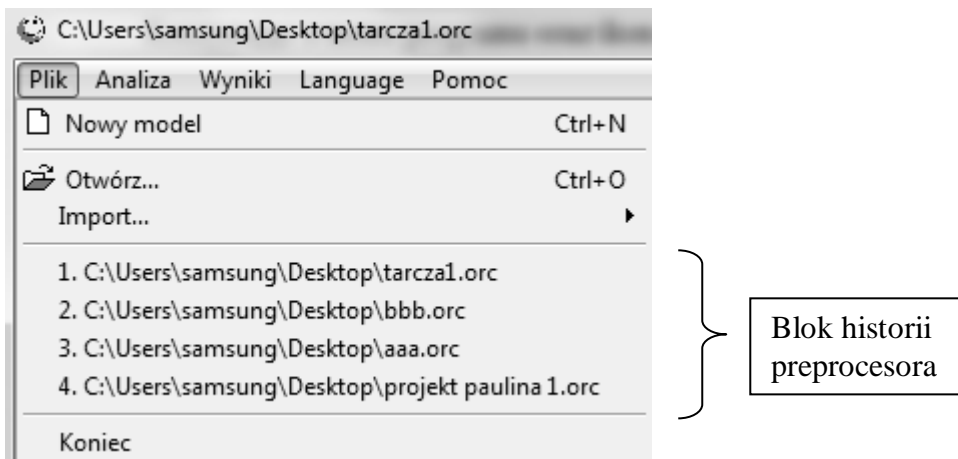 C:\Users\samsung\Desktop\tarcza1.orc
Plik Analiza Wyniki Language Pomoc
Nowy model Ctrl+N
Otwórz... Ctrl+O
Import...
1. C:\Users\samsung\Desktop\tarcza1.orc
2. C:\Users\samsung\Desktop\bbb.orc
3. C:\Users\samsung\Desktop\aaa.orc
4. C:\Users\samsung\Desktop\projekt paulina 1.orc
Koniec
Blok historii
preprocesora